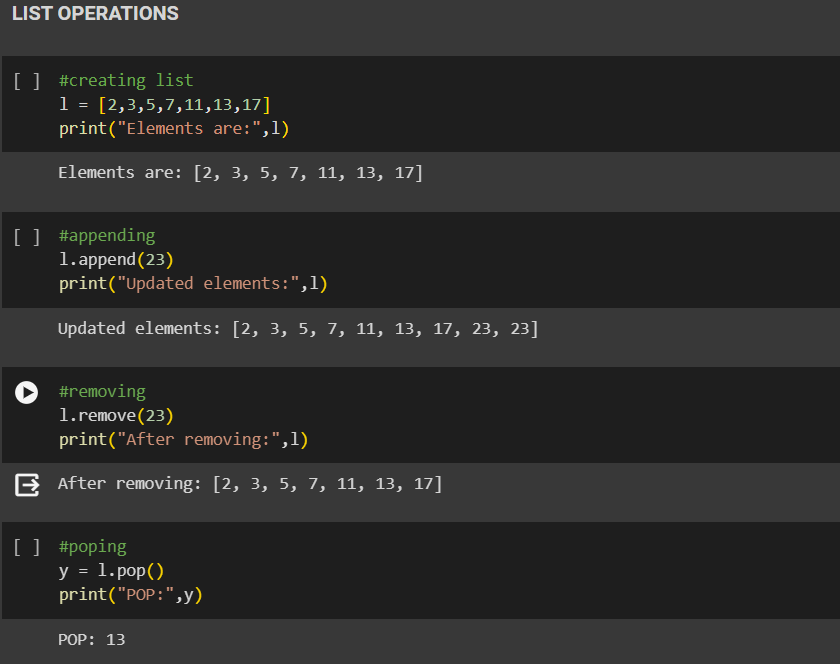 LIST OPERATIONS
[ ] #creating list
l = [2,3,5,7,11,13,17]
print("Elements are:",l)
Elements are: [2, 3, 5, 7, 11, 13, 17]
[ ] #appending
l.append(23)
print("Updated elements:",l)
Updated elements: [2, 3, 5, 7, 11, 13, 17, 23, 23]
#removing
l.remove(23)
print("After removing:",l)
After removing: [2, 3, 5, 7, 11, 13, 17]
[ ] #poping
y = l.pop()
print("POP:",y)
POP: 13